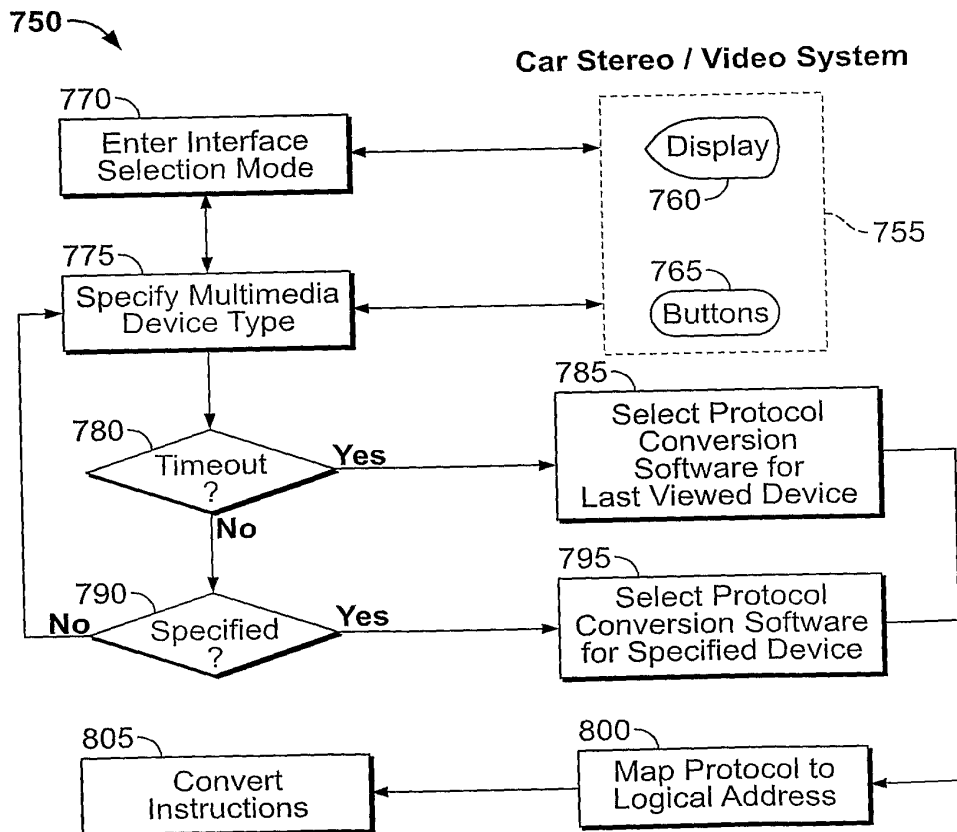 750
Car Stereo / Video System
770
Enter Interface
Selection Mode
Display
760
755
775
Specify Multimedia
Device Type
765
Buttons
780
Timeout
?
Yes
No
785
Select Protocol
Conversion
Software for
Last Viewed Device
790
Specified
?
No
Yes
795
Select Protocol
Conversion Software
for Specified Device
805
Convert
Instructions
800
Map Protocol to
Logical Address